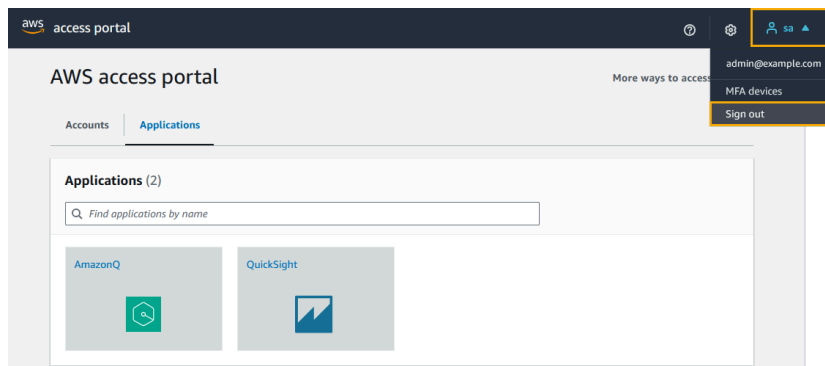 aws access portal
sa
admin@example.com
MFA devices
Sign out
AWS access portal
More ways to access
Accounts
Applications
Applications (2)
Find applications by name
AmazonQ
QuickSight